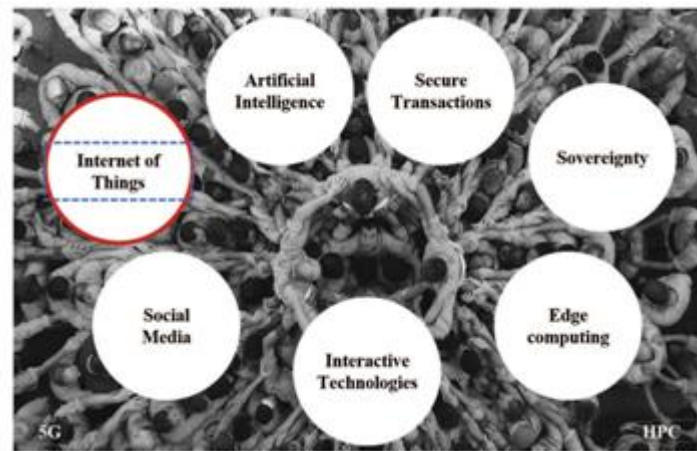 Artificial
Intelligence
Secure
Transactions
Internet of
Things
Sovereignty
Social
Media
Edge
computing
Interactive
Technologies
5G
HPC